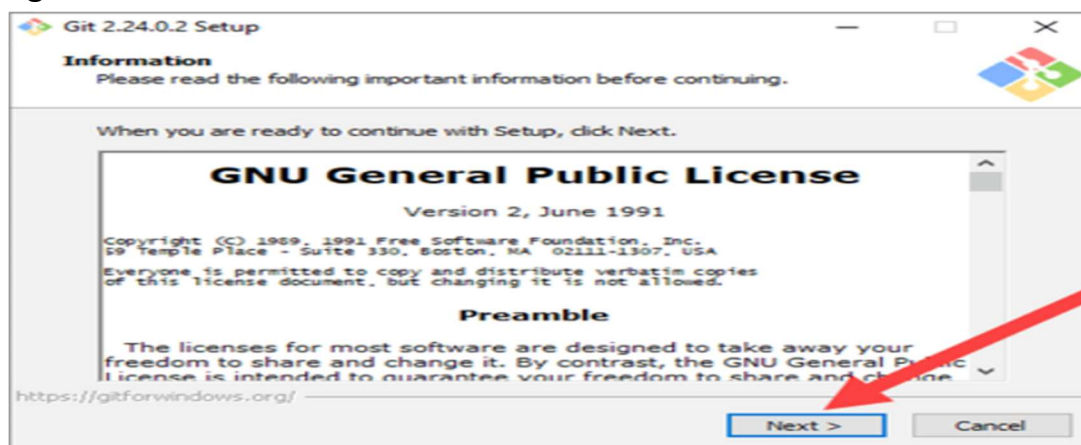 Git 2.24.0.2 Setup
Information
Please read the following important information before continuing.
When you are ready to continue with Setup, click Next.
GNU General Public License
Version 2, June 1991
Copyright (C) 1989, 1991 Free Software Foundation, Inc.
59 Temple Place - Suite 330, Boston, MA 02111-1307, USA
Everyone is permitted to copy and distribute verbatim copies
of this license document, but changing it is not allowed.
Preamble
The licenses for most software are designed to take away your
freedom to share and change it. By contrast, the GNU General Public
License is intended to guarantee your freedom to share and change
https://gitforwindows.org/
Next >
Cancel